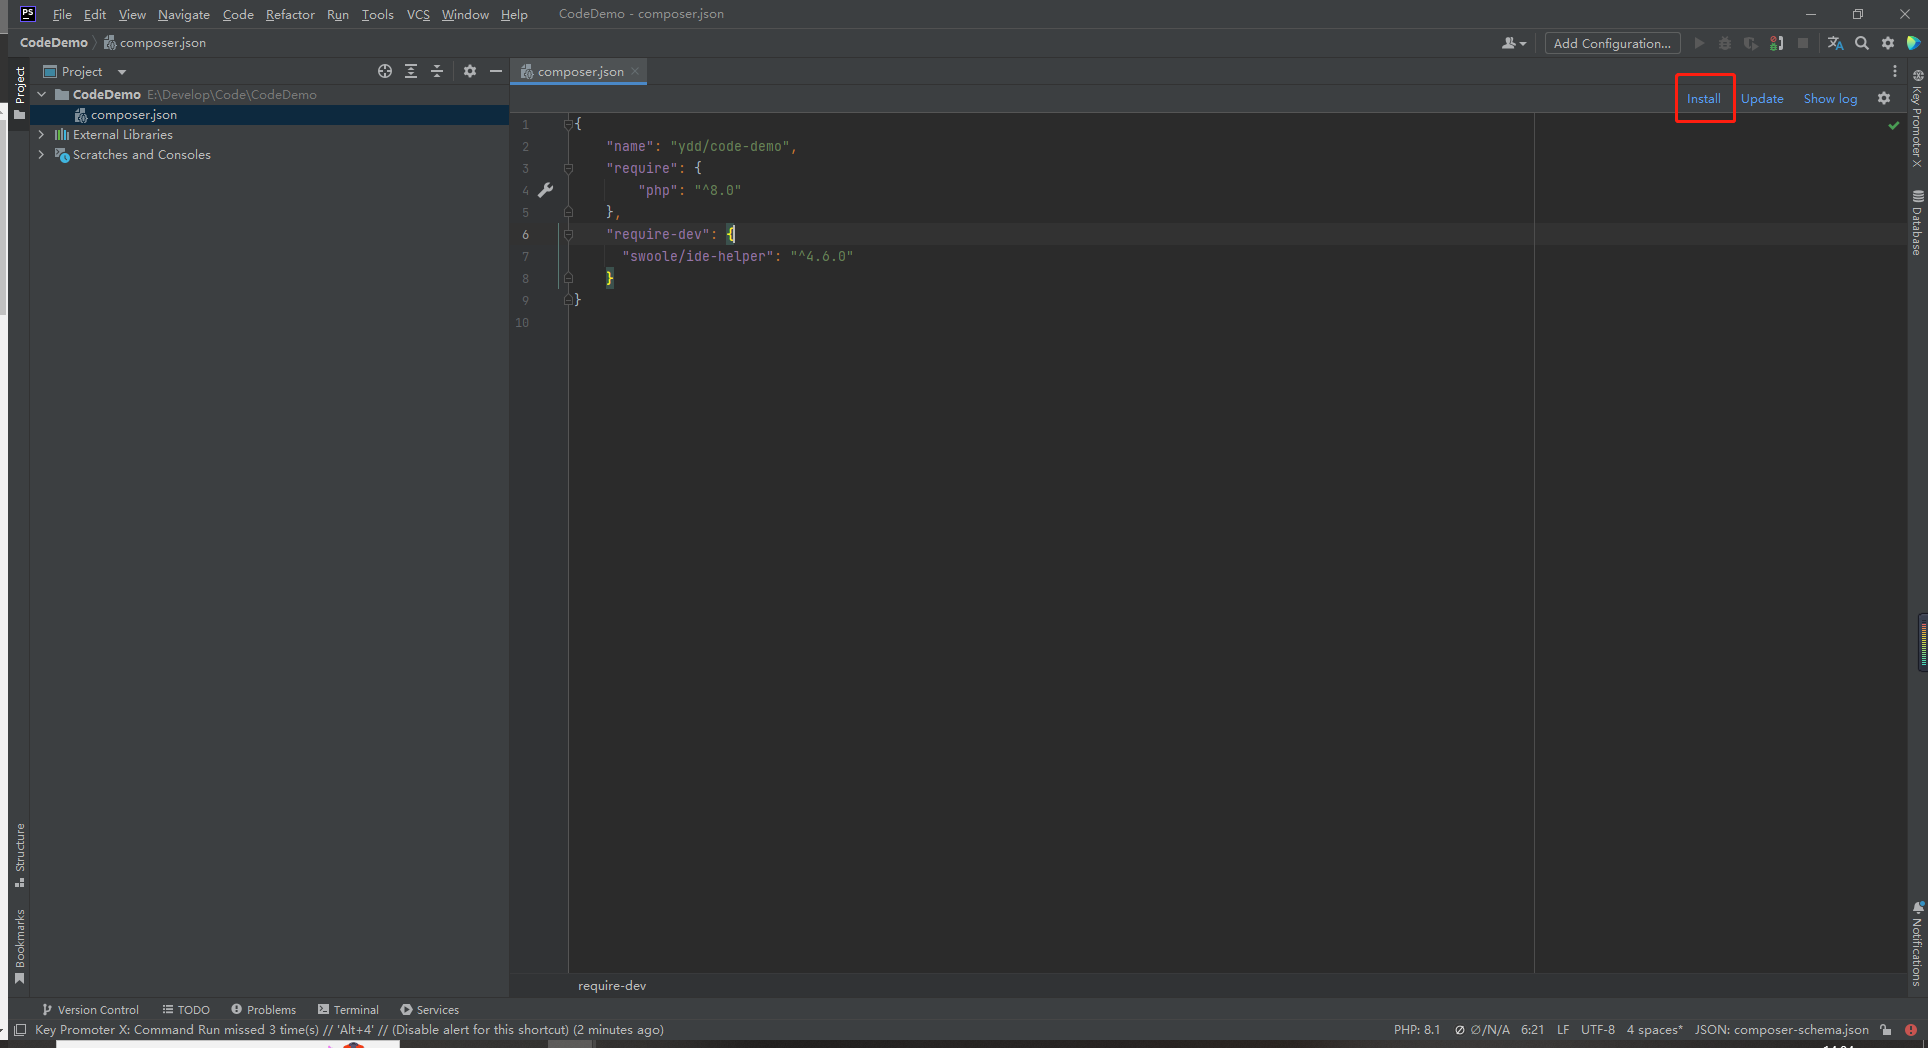 PS File Edit View Navigate Code Refactor Run Tools VCS Window Help CodeDemo - composer.json
CodeDemo composer.json Add Configuration...
Project composer.json
Project
CodeDemo E:\Develop\Code\CodeDemo
composer.json
External Libraries
Scratches and Consoles
Install Update Show log
1 {
2 "name": "ydd/code-demo",
3 "require": {
4 "php": "^8.0"
5 },
6 "require-dev": {
7 "swoole/ide-helper": "^4.6.0"
8 }
9 }
10
Key Promoter X
Database
Notifications
Structure
Bookmarks
require-dev
Version Control TODO Problems Terminal Services
Key Promoter X: Command Run missed 3 time(s) // 'Alt+4' // (Disable alert for this shortcut) (2 minutes ago) PHP: 8.1 Ø/N/A 6:21 LF UTF-8 4 spaces* JSON: composer-schema.json